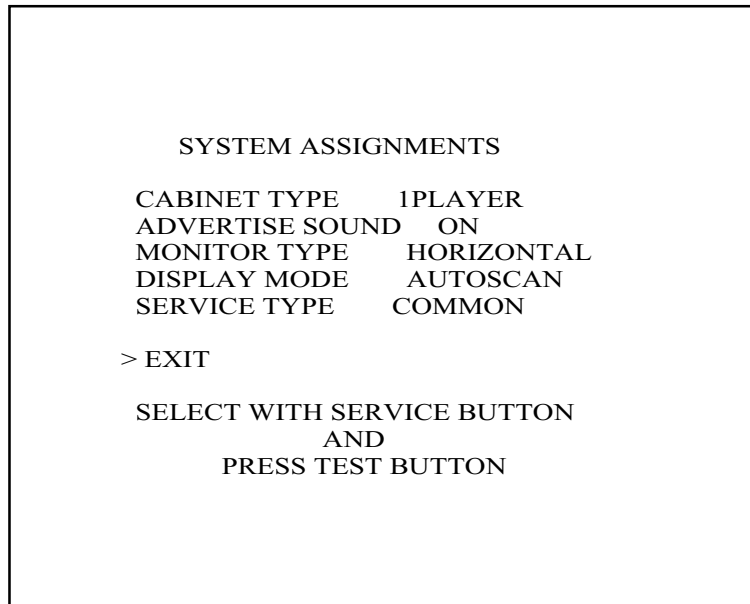 SYSTEM ASSIGNMENTS
CABINET TYPE 1PLAYER
ADVERTISE SOUND ON
MONITOR TYPE HORIZONTAL
DISPLAY MODE AUTOSCAN
SERVICE TYPE COMMON
> EXIT
SELECT WITH SERVICE BUTTON
AND
PRESS TEST BUTTON